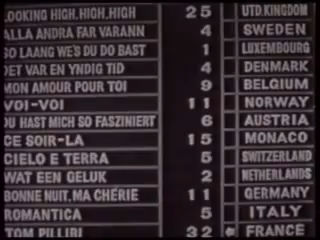 LOOKING HIGH, HIGH, HIGH 25 UTD. KINGDOM
ALLA ANDRA FAR VARANN 4 SWEDEN
SO LAANG WE'S DU DO BAST 1 LUXEMBOURG
DET VAR EN YNDIG TID 4 DENMARK
MON AMOUR POUR TOI 9 BELGIUM
VOI-VOI 11 NORWAY
DU HAST MICH SO FASZINIERT 6 AUSTRIA
CE SOIR-LA 15 MONACO
CIELO E TERRA 5 SWITZERLAND
WAT EEN GELUK 2 NETHERLANDS
BONNE NUIT, MA CHÉRIE 11 GERMANY
ROMANTICA 5 ITALY
TOM PILLIBI 32 FRANCE